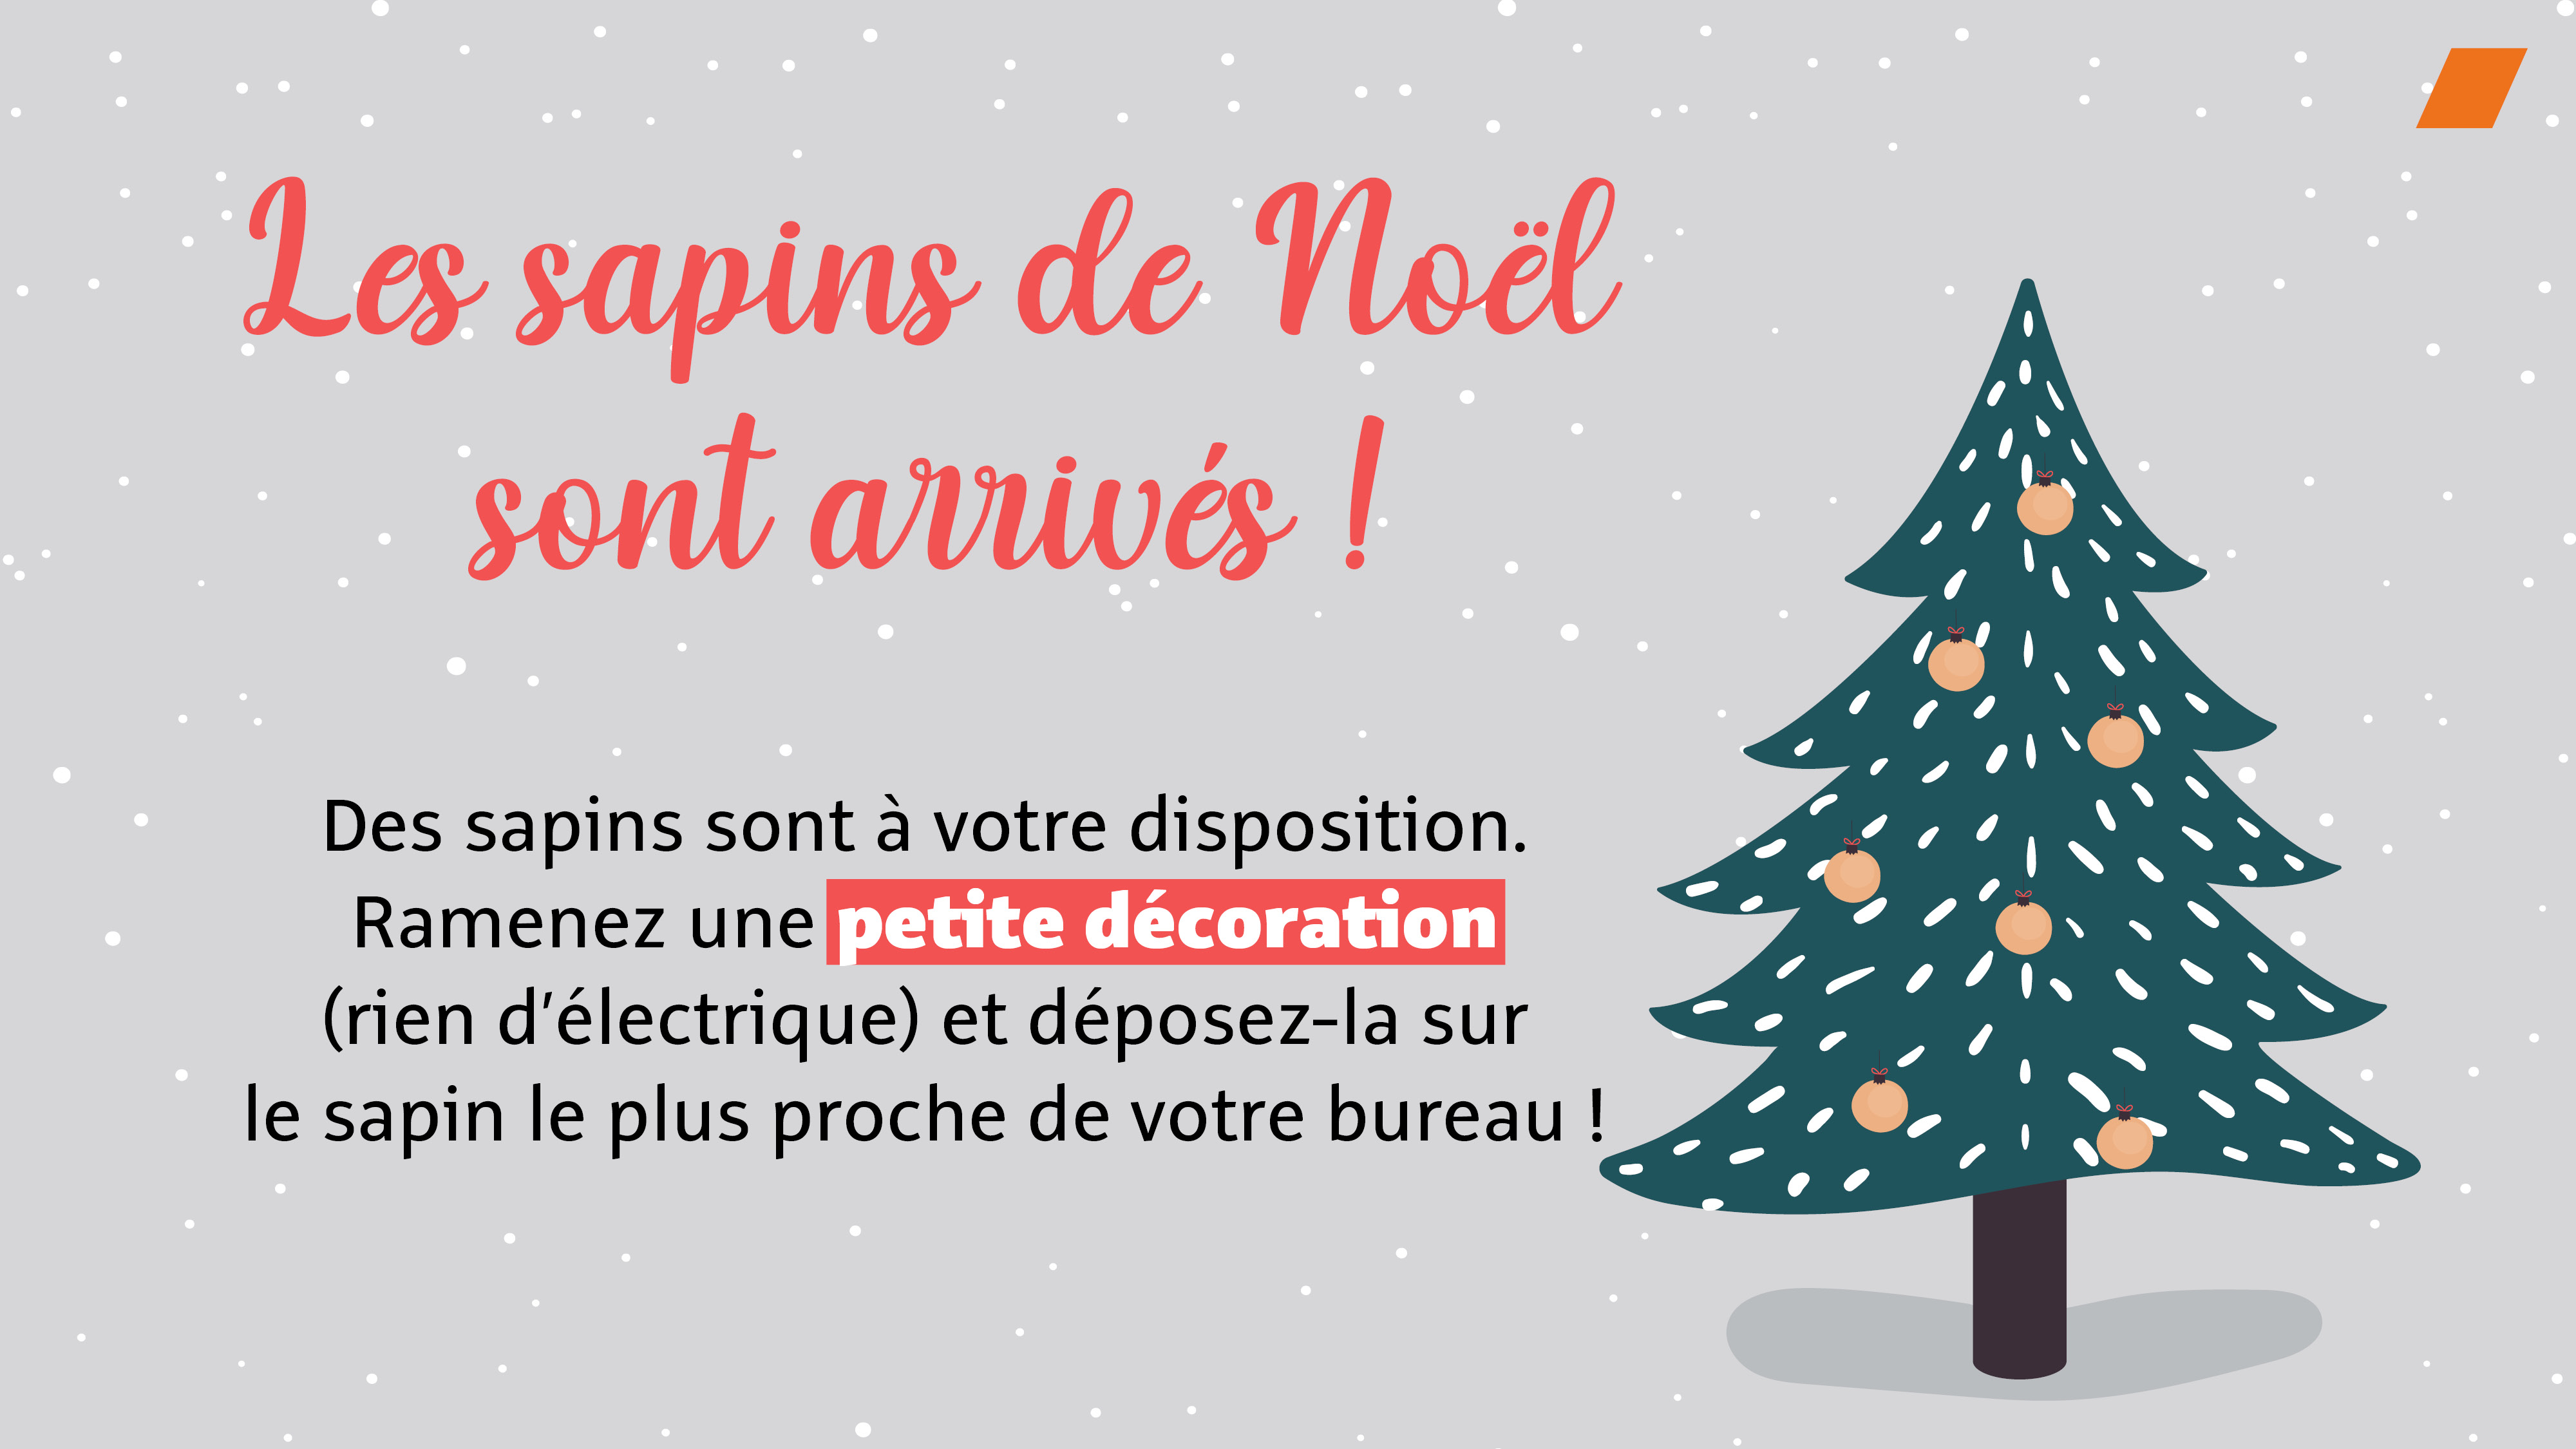 Les sapins de Noël
sont arrivés !
Des sapins sont à votre disposition.
Ramenez une petite décoration
(rien d'électrique) et déposez-la sur
le sapin le plus proche de votre bureau !